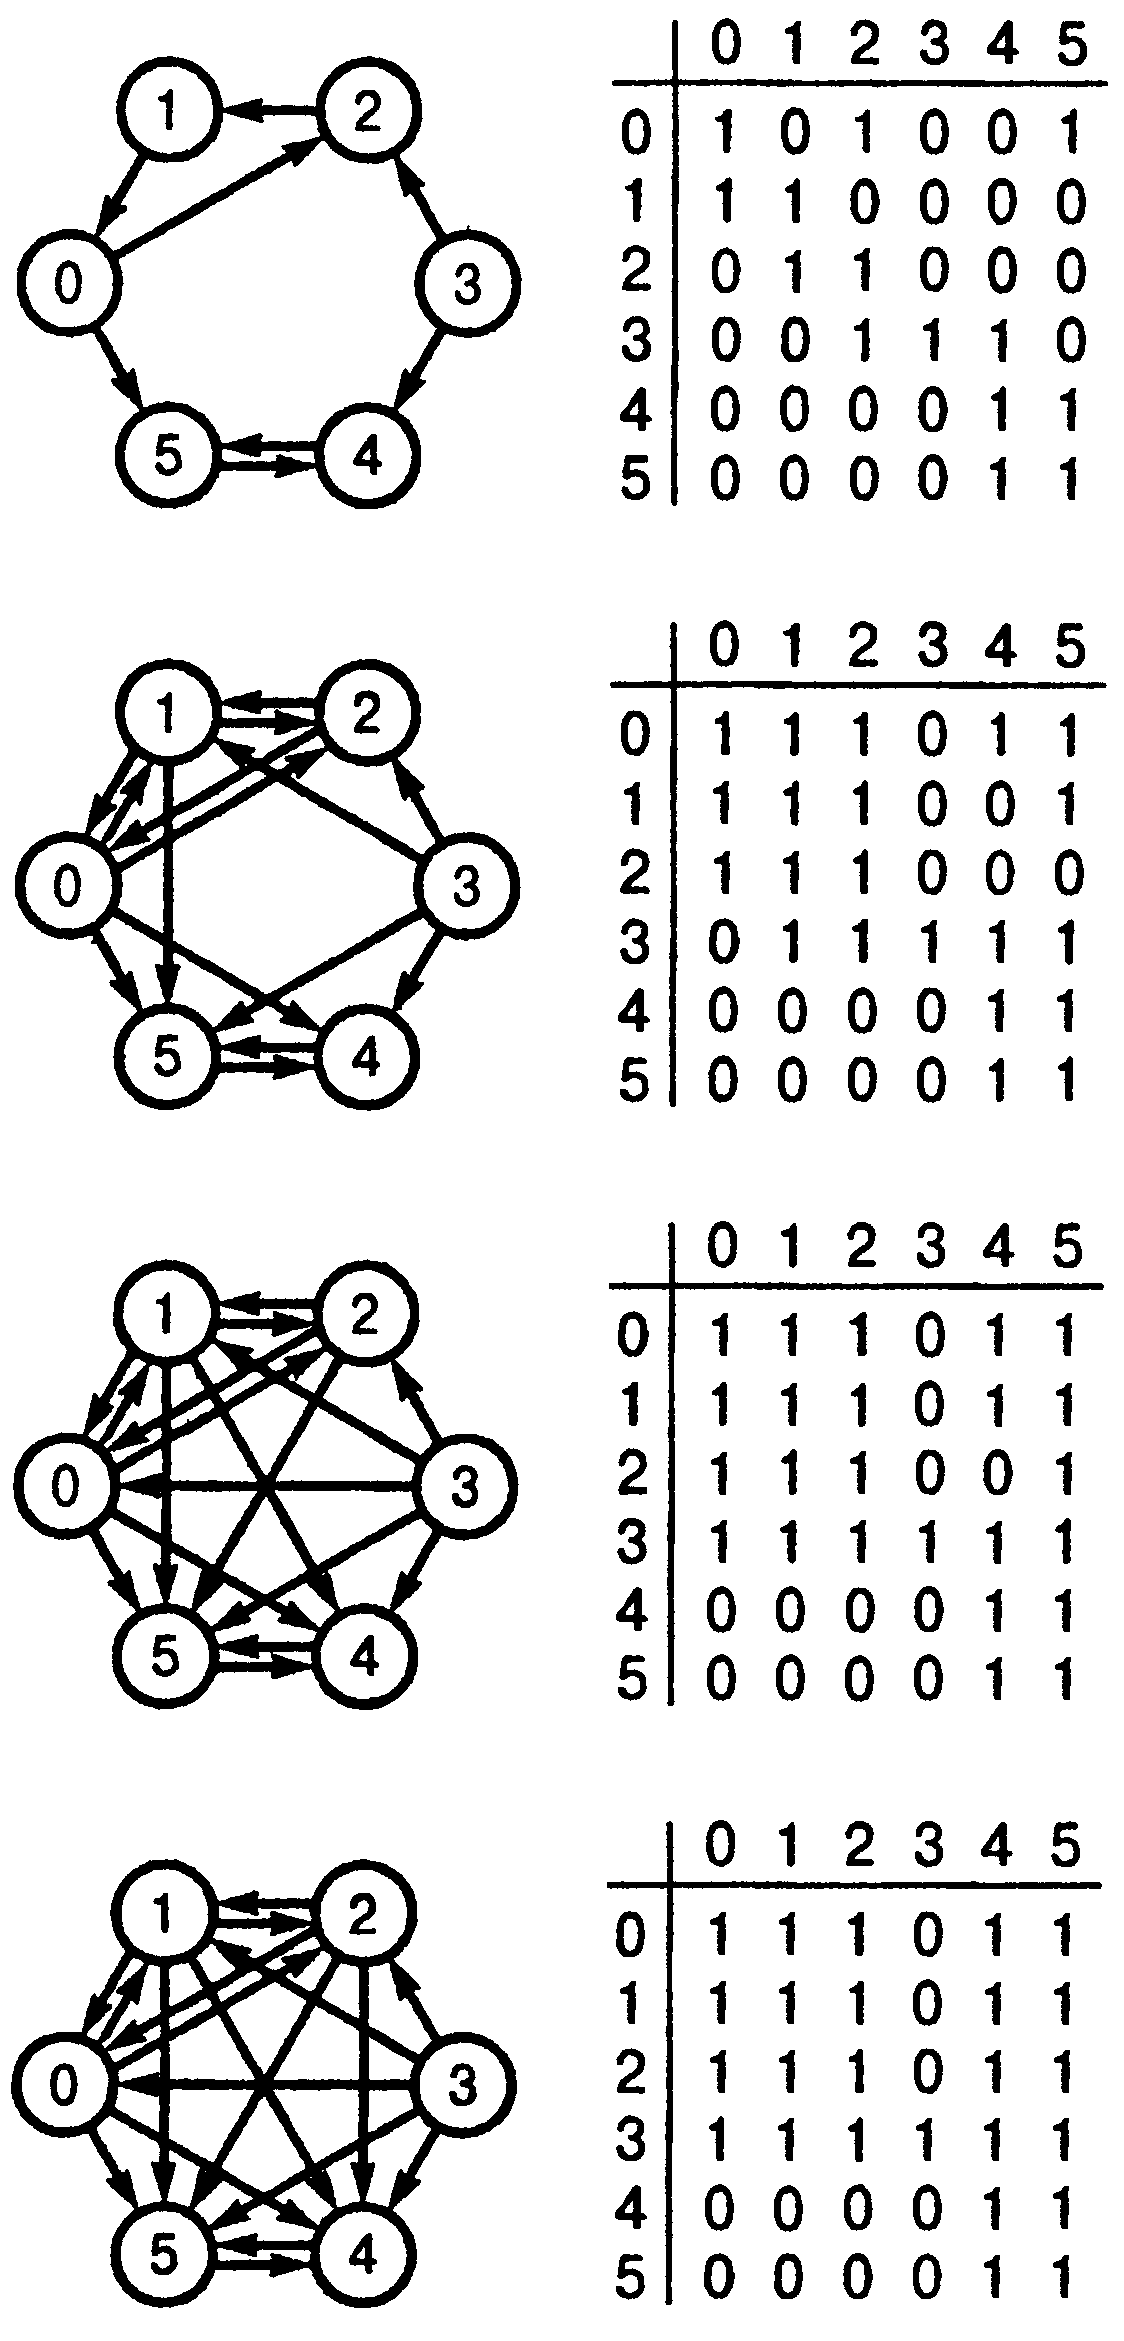 0 1 2 3 4 5
1 2
0 1 0 1 0 0 1
1 1 1 0 0 0 0
0 3
2 0 1 1 0 0 0
3 0 0 1 1 1 0
4 0 0 0 0 1 1
5 4
5 0 0 0 0 1 1
0 1 2 3 4 5
1 2
0 1 1 1 0 1 1
1 1 1 1 0 0 1
0 3
2 1 1 1 0 0 0
3 0 1 1 1 1 1
4 0 0 0 0 1 1
5 4
5 0 0 0 0 1 1
0 1 2 3 4 5
1 2
0 1 1 1 0 1 1
1 1 1 1 0 1 1
0 3
2 1 1 1 0 0 1
3 1 1 1 1 1 1
4 0 0 0 0 1 1
5 4
5 0 0 0 0 1 1
0 1 2 3 4 5
1 2
0 1 1 1 0 1 1
1 1 1 1 0 1 1
0 3
2 1 1 1 0 1 1
3 1 1 1 1 1 1
4 0 0 0 0 1 1
5 4
5 0 0 0 0 1 1